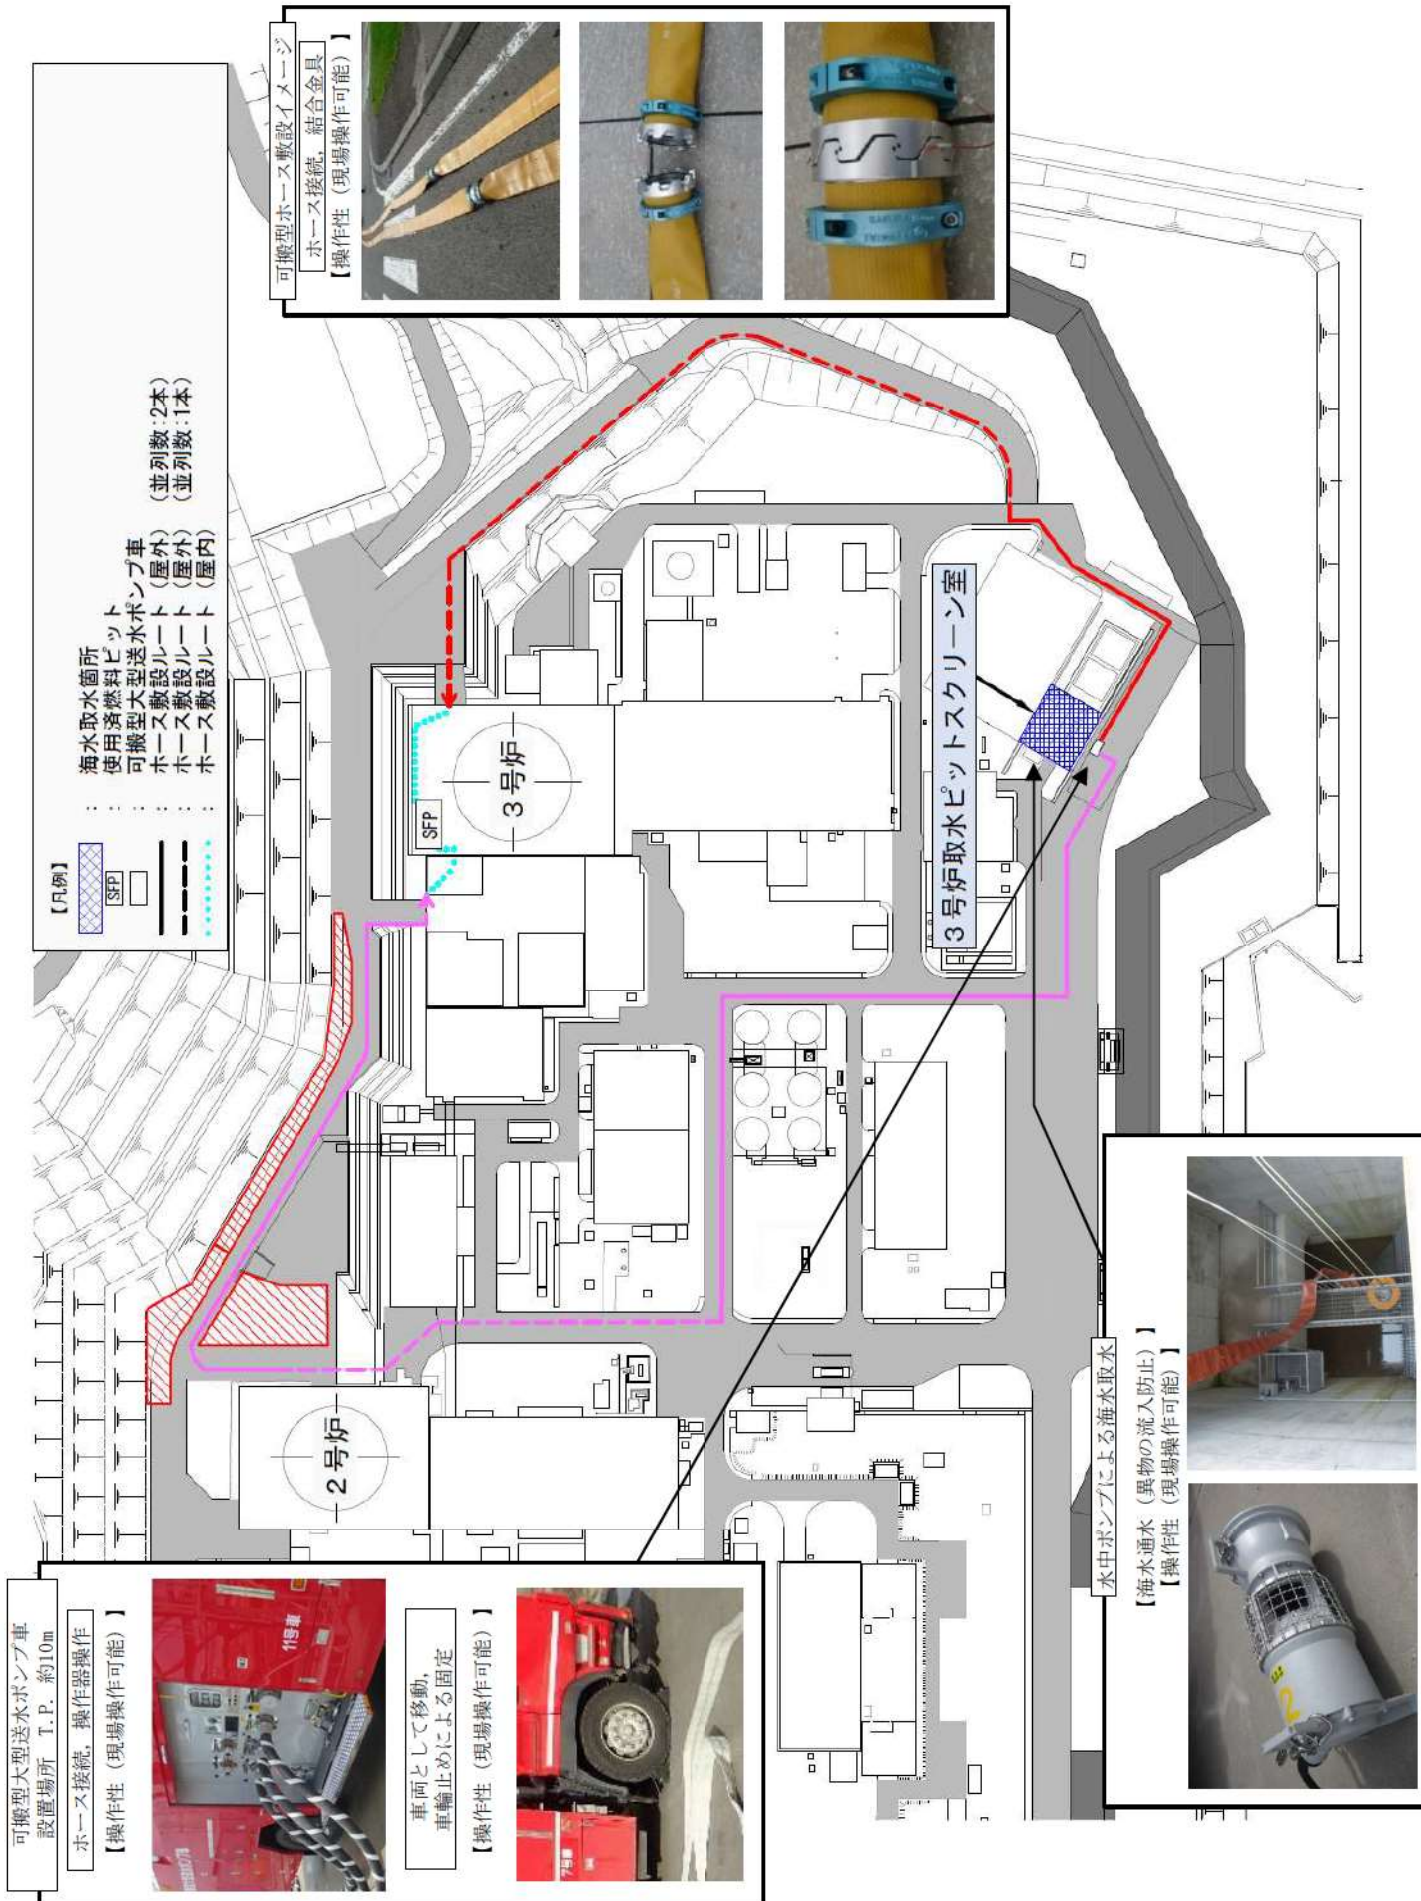 可搬型大型送水ポンプ車
設置場所　T.P. 約10m
ホース接続，操作器操作
【操作性（現場操作可能）】
11号車
車両として移動，
車輪止めによる固定
【操作性（現場操作可能）】
【凡例】
： 海水取水箇所
SFP ： 使用済燃料ピット
： 可搬型大型送水ポンプ車
： ホース敷設ルート（屋外）（並列数：2本）
： ホース敷設ルート（屋外）（並列数：1本）
： ホース敷設ルート（屋内）
可搬型ホース敷設イメージ
ホース接続，結合金具
【操作性（現場操作可能）】
2号炉
SFP
3号炉
3号炉取水ピットスクリーン室
水中ポンプによる海水取水
【海水通水（異物の流入防止）】
【操作性（現場操作可能）】
2